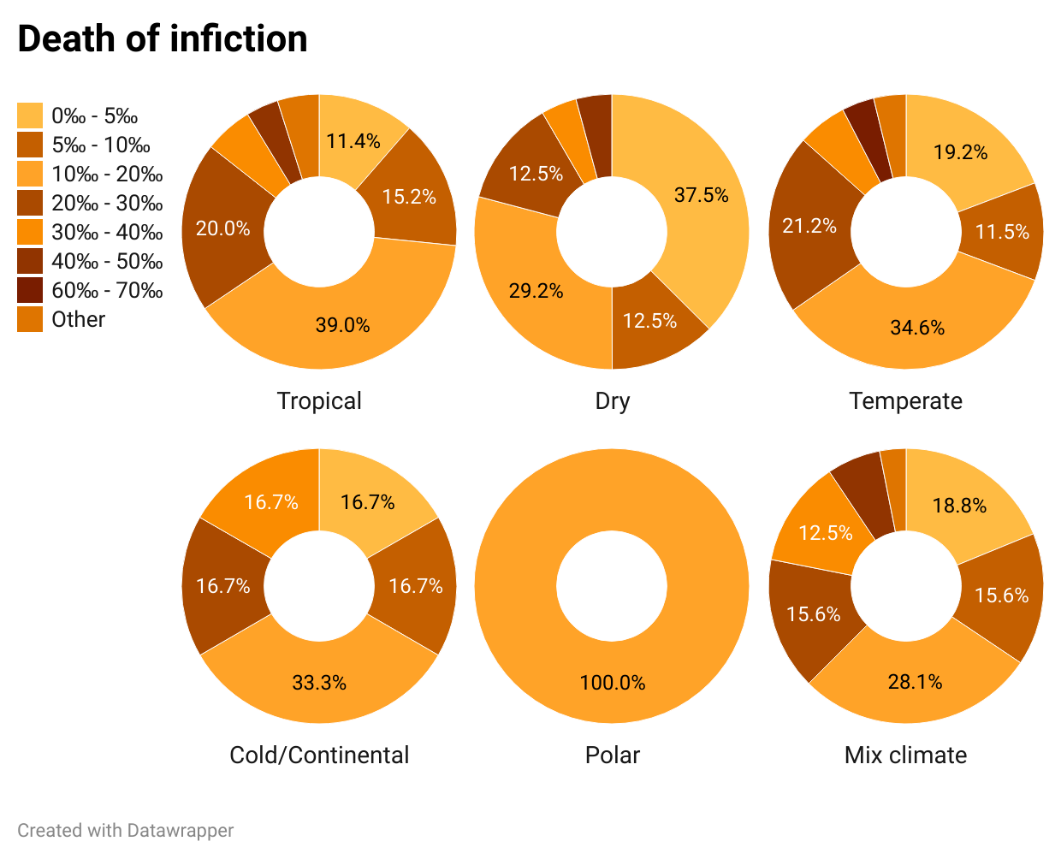 Death of infiction
0‰ - 5‰
5‰ - 10‰
10‰ - 20‰
20‰ - 30‰
30‰ - 40‰
40‰ - 50‰
60‰ - 70‰
Other
11.4%
15.2%
20.0%
39.0%
Tropical
37.5%
12.5%
29.2%
12.5%
Dry
19.2%
11.5%
21.2%
34.6%
Temperate
16.7%
16.7%
16.7%
16.7%
33.3%
Cold/Continental
100.0%
Polar
18.8%
12.5%
15.6%
15.6%
28.1%
Mix climate
Created with Datawrapper